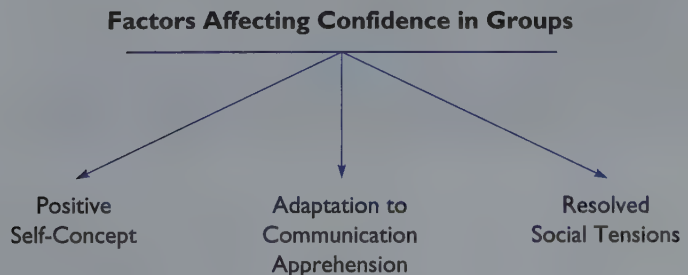 Factors Affecting Confidence in Groups
Positive
Self-Concept
Adaptation to
Communication
Apprehension
Resolved
Social Tensions